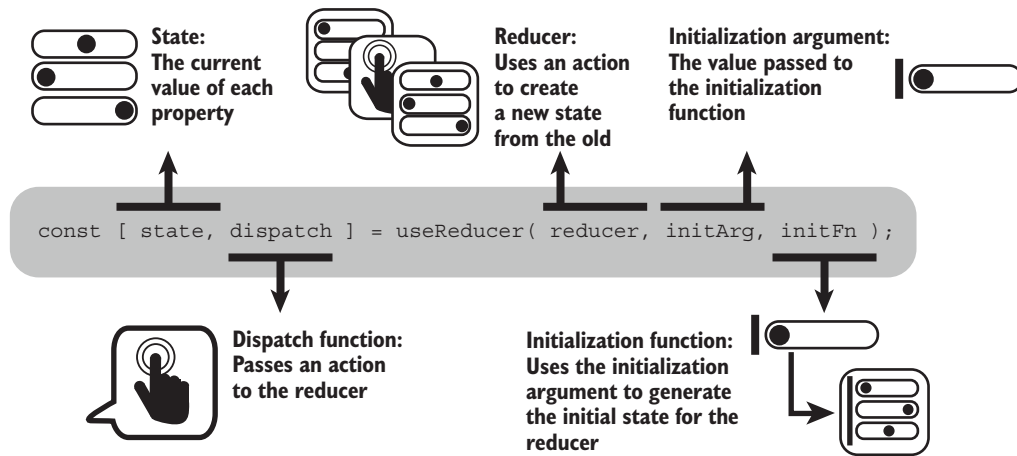 State:
The current
value of each
property
Reducer:
Uses an action
to create
a new state
from the old
Initialization argument:
The value passed to
the initialization
function
const [ state, dispatch ] = useReducer( reducer, initArg, initFn );
Dispatch function:
Passes an action
to the reducer
Initialization function:
Uses the initialization
argument to generate
the initial state for the
reducer